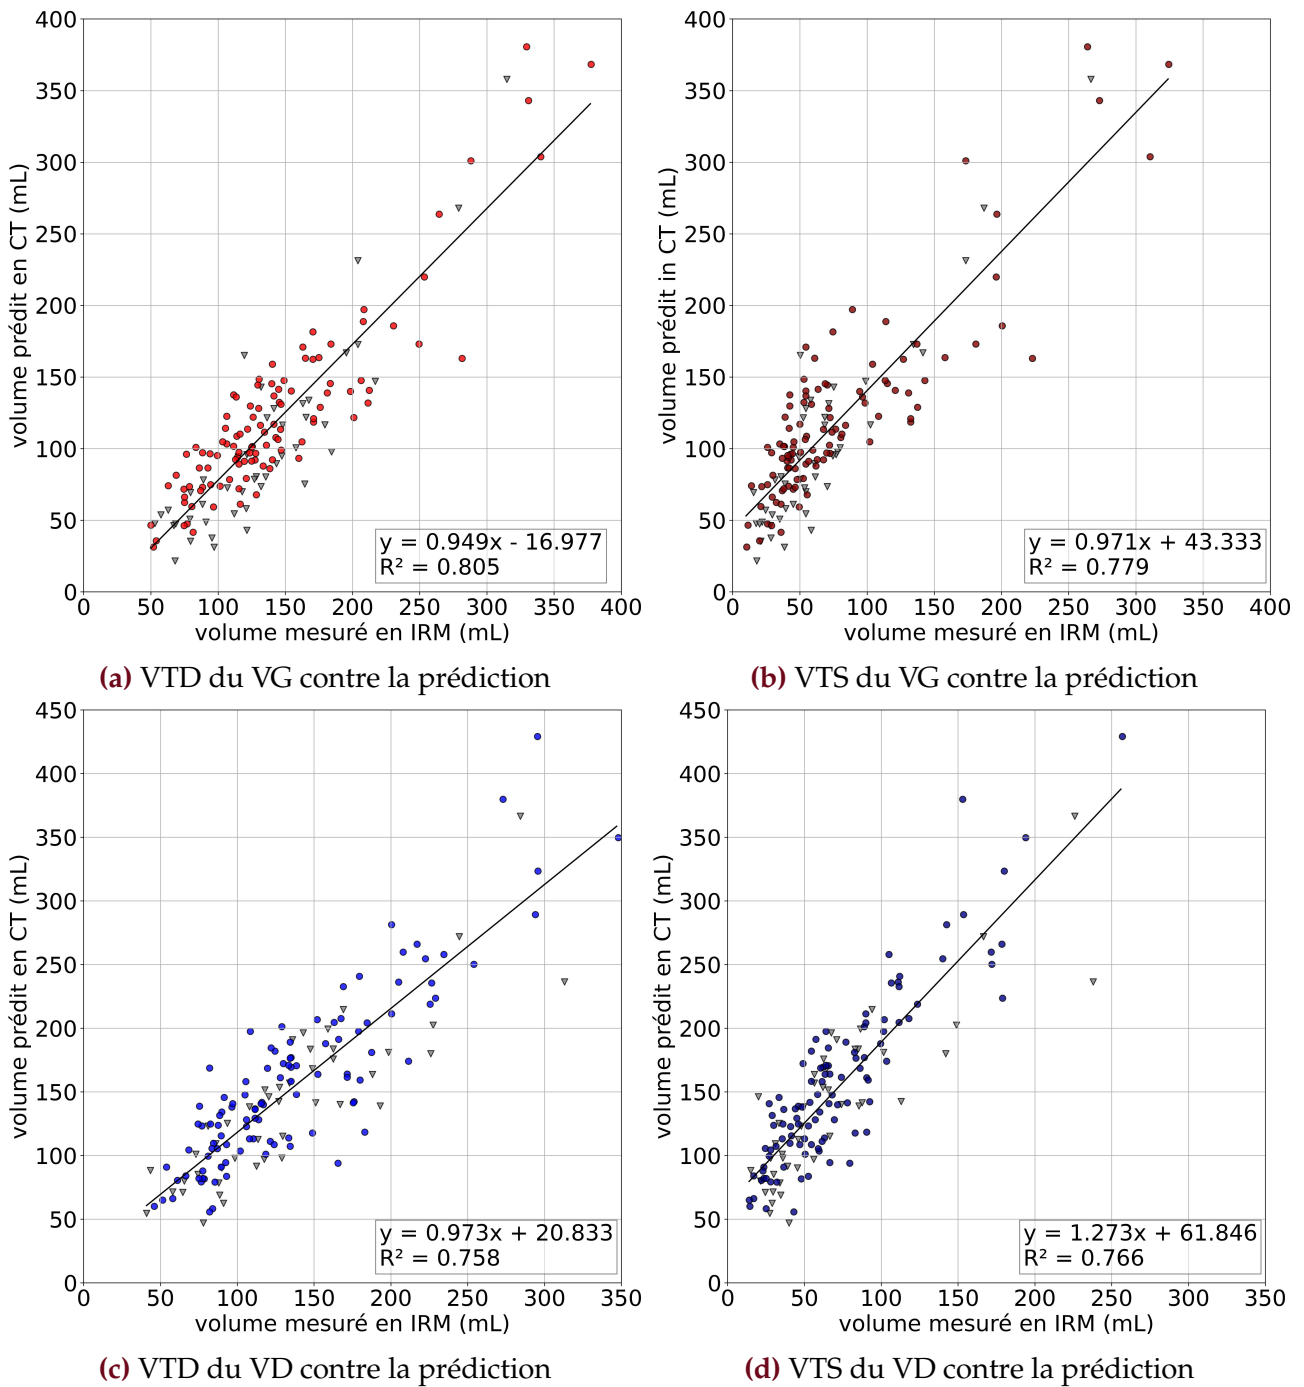 400
350
300
250
200
150
100
50
0
volume prédit en CT (mL)
y = 0.949x - 16.977
R² = 0.805
0 50 100 150 200 250 300 350 400
volume mesuré en IRM (mL)
(a) VTD du VG contre la prédiction
400
350
300
250
200
150
100
50
0
volume prédit in CT (mL)
y = 0.971x + 43.333
R² = 0.779
0 50 100 150 200 250 300 350 400
volume mesuré en IRM (mL)
(b) VTS du VG contre la prédiction
450
400
350
300
250
200
150
100
50
0
volume prédit en CT (mL)
y = 0.973x + 20.833
R² = 0.758
0 50 100 150 200 250 300 350
volume mesuré en IRM (mL)
(c) VTD du VD contre la prédiction
450
400
350
300
250
200
150
100
50
0
volume prédit en CT (mL)
y = 1.273x + 61.846
R² = 0.766
0 50 100 150 200 250 300 350
volume mesuré en IRM (mL)
(d) VTS du VD contre la prédiction